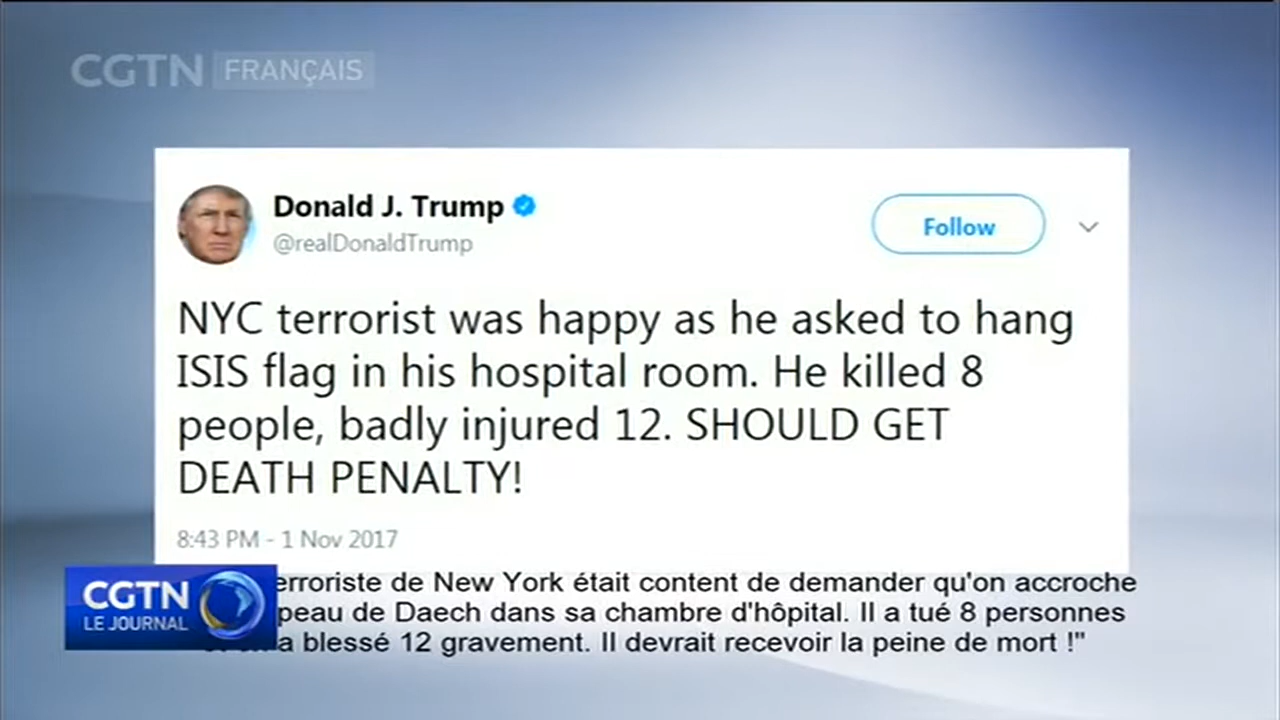 CGTN FRANÇAIS
Donald J. Trump
@realDonaldTrump
Follow
NYC terrorist was happy as he asked to hang
ISIS flag in his hospital room. He killed 8
people, badly injured 12. SHOULD GET
DEATH PENALTY!
8:43 PM - 1 Nov 2017
erroriste de New York était content de demander qu'on accroche
peau de Daech dans sa chambre d'hôpital. Il a tué 8 personnes
a blessé 12 gravement. Il devrait recevoir la peine de mort !"
CGTN
LE JOURNAL